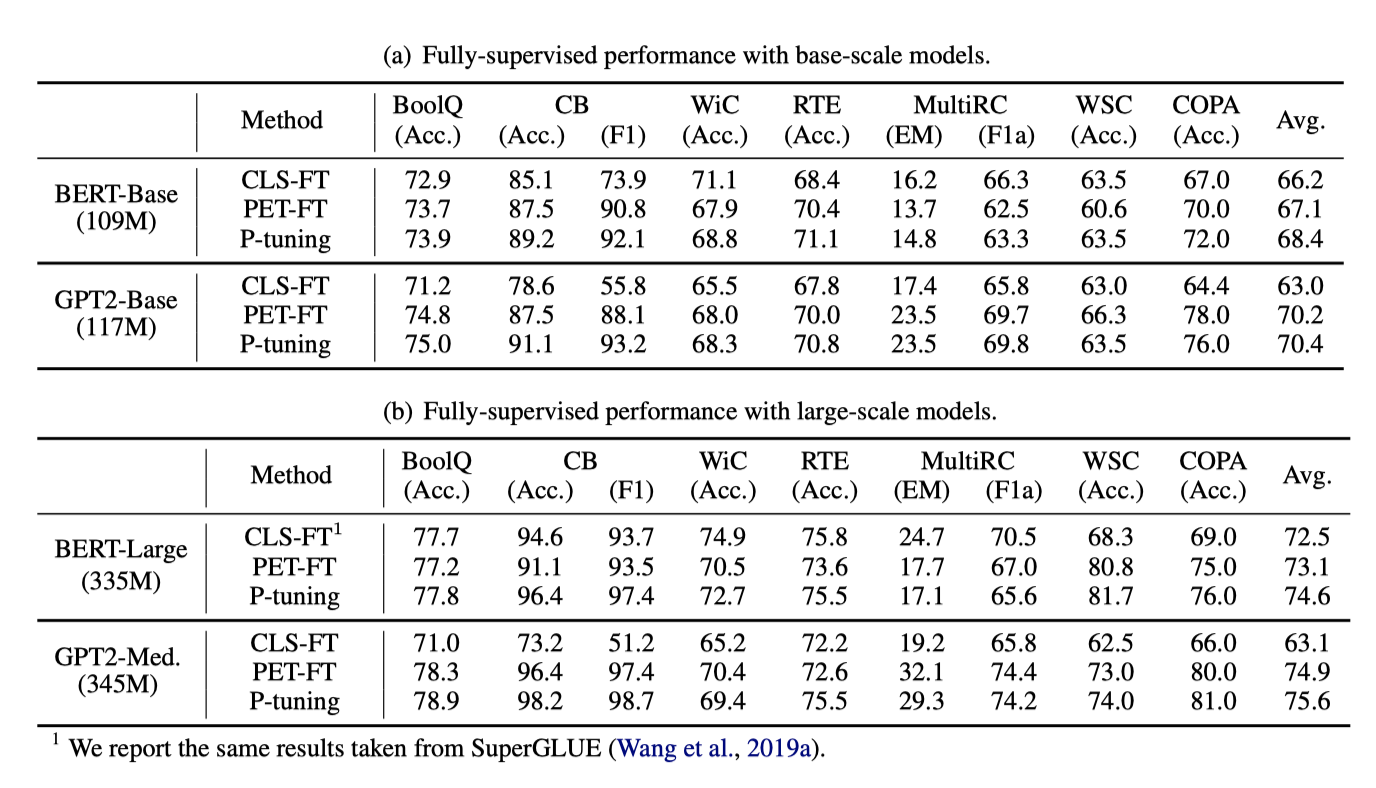 (a) Fully-supervised performance with base-scale models.
Method BoolQ CB WiC RTE MultiRC WSC COPA Avg.
(Acc.) (Acc.) (F1) (Acc.) (Acc.) (EM) (F1a) (Acc.) (Acc.)
BERT-Base (109M)
CLS-FT 72.9 85.1 73.9 71.1 68.4 16.2 66.3 63.5 67.0 66.2
PET-FT 73.7 87.5 90.8 67.9 70.4 13.7 62.5 60.6 70.0 67.1
P-tuning 73.9 89.2 92.1 68.8 71.1 14.8 63.3 63.5 72.0 68.4
GPT2-Base (117M)
CLS-FT 71.2 78.6 55.8 65.5 67.8 17.4 65.8 63.0 64.4 63.0
PET-FT 74.8 87.5 88.1 68.0 70.0 23.5 69.7 66.3 78.0 70.2
P-tuning 75.0 91.1 93.2 68.3 70.8 23.5 69.8 63.5 76.0 70.4
(b) Fully-supervised performance with large-scale models.
Method BoolQ CB WiC RTE MultiRC WSC COPA Avg.
(Acc.) (Acc.) (F1) (Acc.) (Acc.) (EM) (F1a) (Acc.) (Acc.)
BERT-Large (335M)
CLS-FT¹ 77.7 94.6 93.7 74.9 75.8 24.7 70.5 68.3 69.0 72.5
PET-FT 77.2 91.1 93.5 70.5 73.6 17.7 67.0 80.8 75.0 73.1
P-tuning 77.8 96.4 97.4 72.7 75.5 17.1 65.6 81.7 76.0 74.6
GPT2-Med. (345M)
CLS-FT 71.0 73.2 51.2 65.2 72.2 19.2 65.8 62.5 66.0 63.1
PET-FT 78.3 96.4 97.4 70.4 72.6 32.1 74.4 73.0 80.0 74.9
P-tuning 78.9 98.2 98.7 69.4 75.5 29.3 74.2 74.0 81.0 75.6
¹ We report the same results taken from SuperGLUE (Wang et al., 2019a).